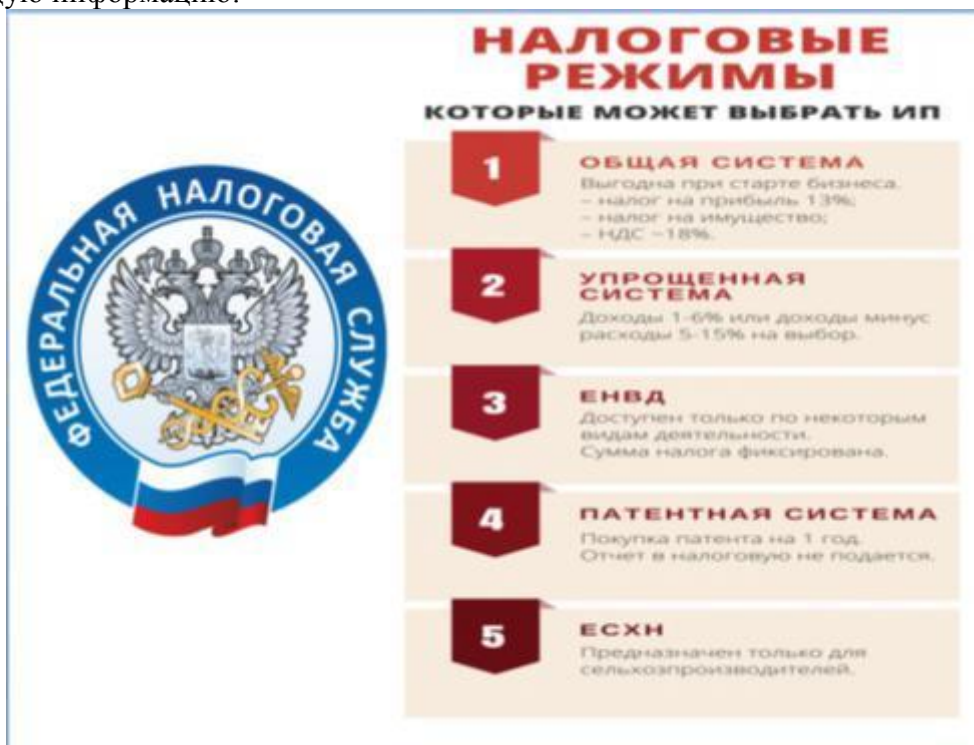 дую информацию:
ФЕДЕРАЛЬНАЯ НАЛОГОВАЯ СЛУЖБА
НАЛОГОВЫЕ
РЕЖИМЫ
КОТОРЫЕ МОЖЕТ ВЫБРАТЬ ИП
1
ОБЩАЯ СИСТЕМА
Выгодна при старте бизнеса.
– налог на прибыль 13%;
– налог на имущество;
– НДС ~18%.
2
УПРОЩЕННАЯ
СИСТЕМА
Доходы 1-6% или доходы минус
расходы 5-15% на выбор.
3
ЕНВД
Доступен только по некоторым
видам деятельности.
Сумма налога фиксирована.
4
ПАТЕНТНАЯ СИСТЕМА
Покупка патента на 1 год.
Отчет в налоговую не подается.
5
ЕСХН
Предназначен только для
сельхозпроизводителей.